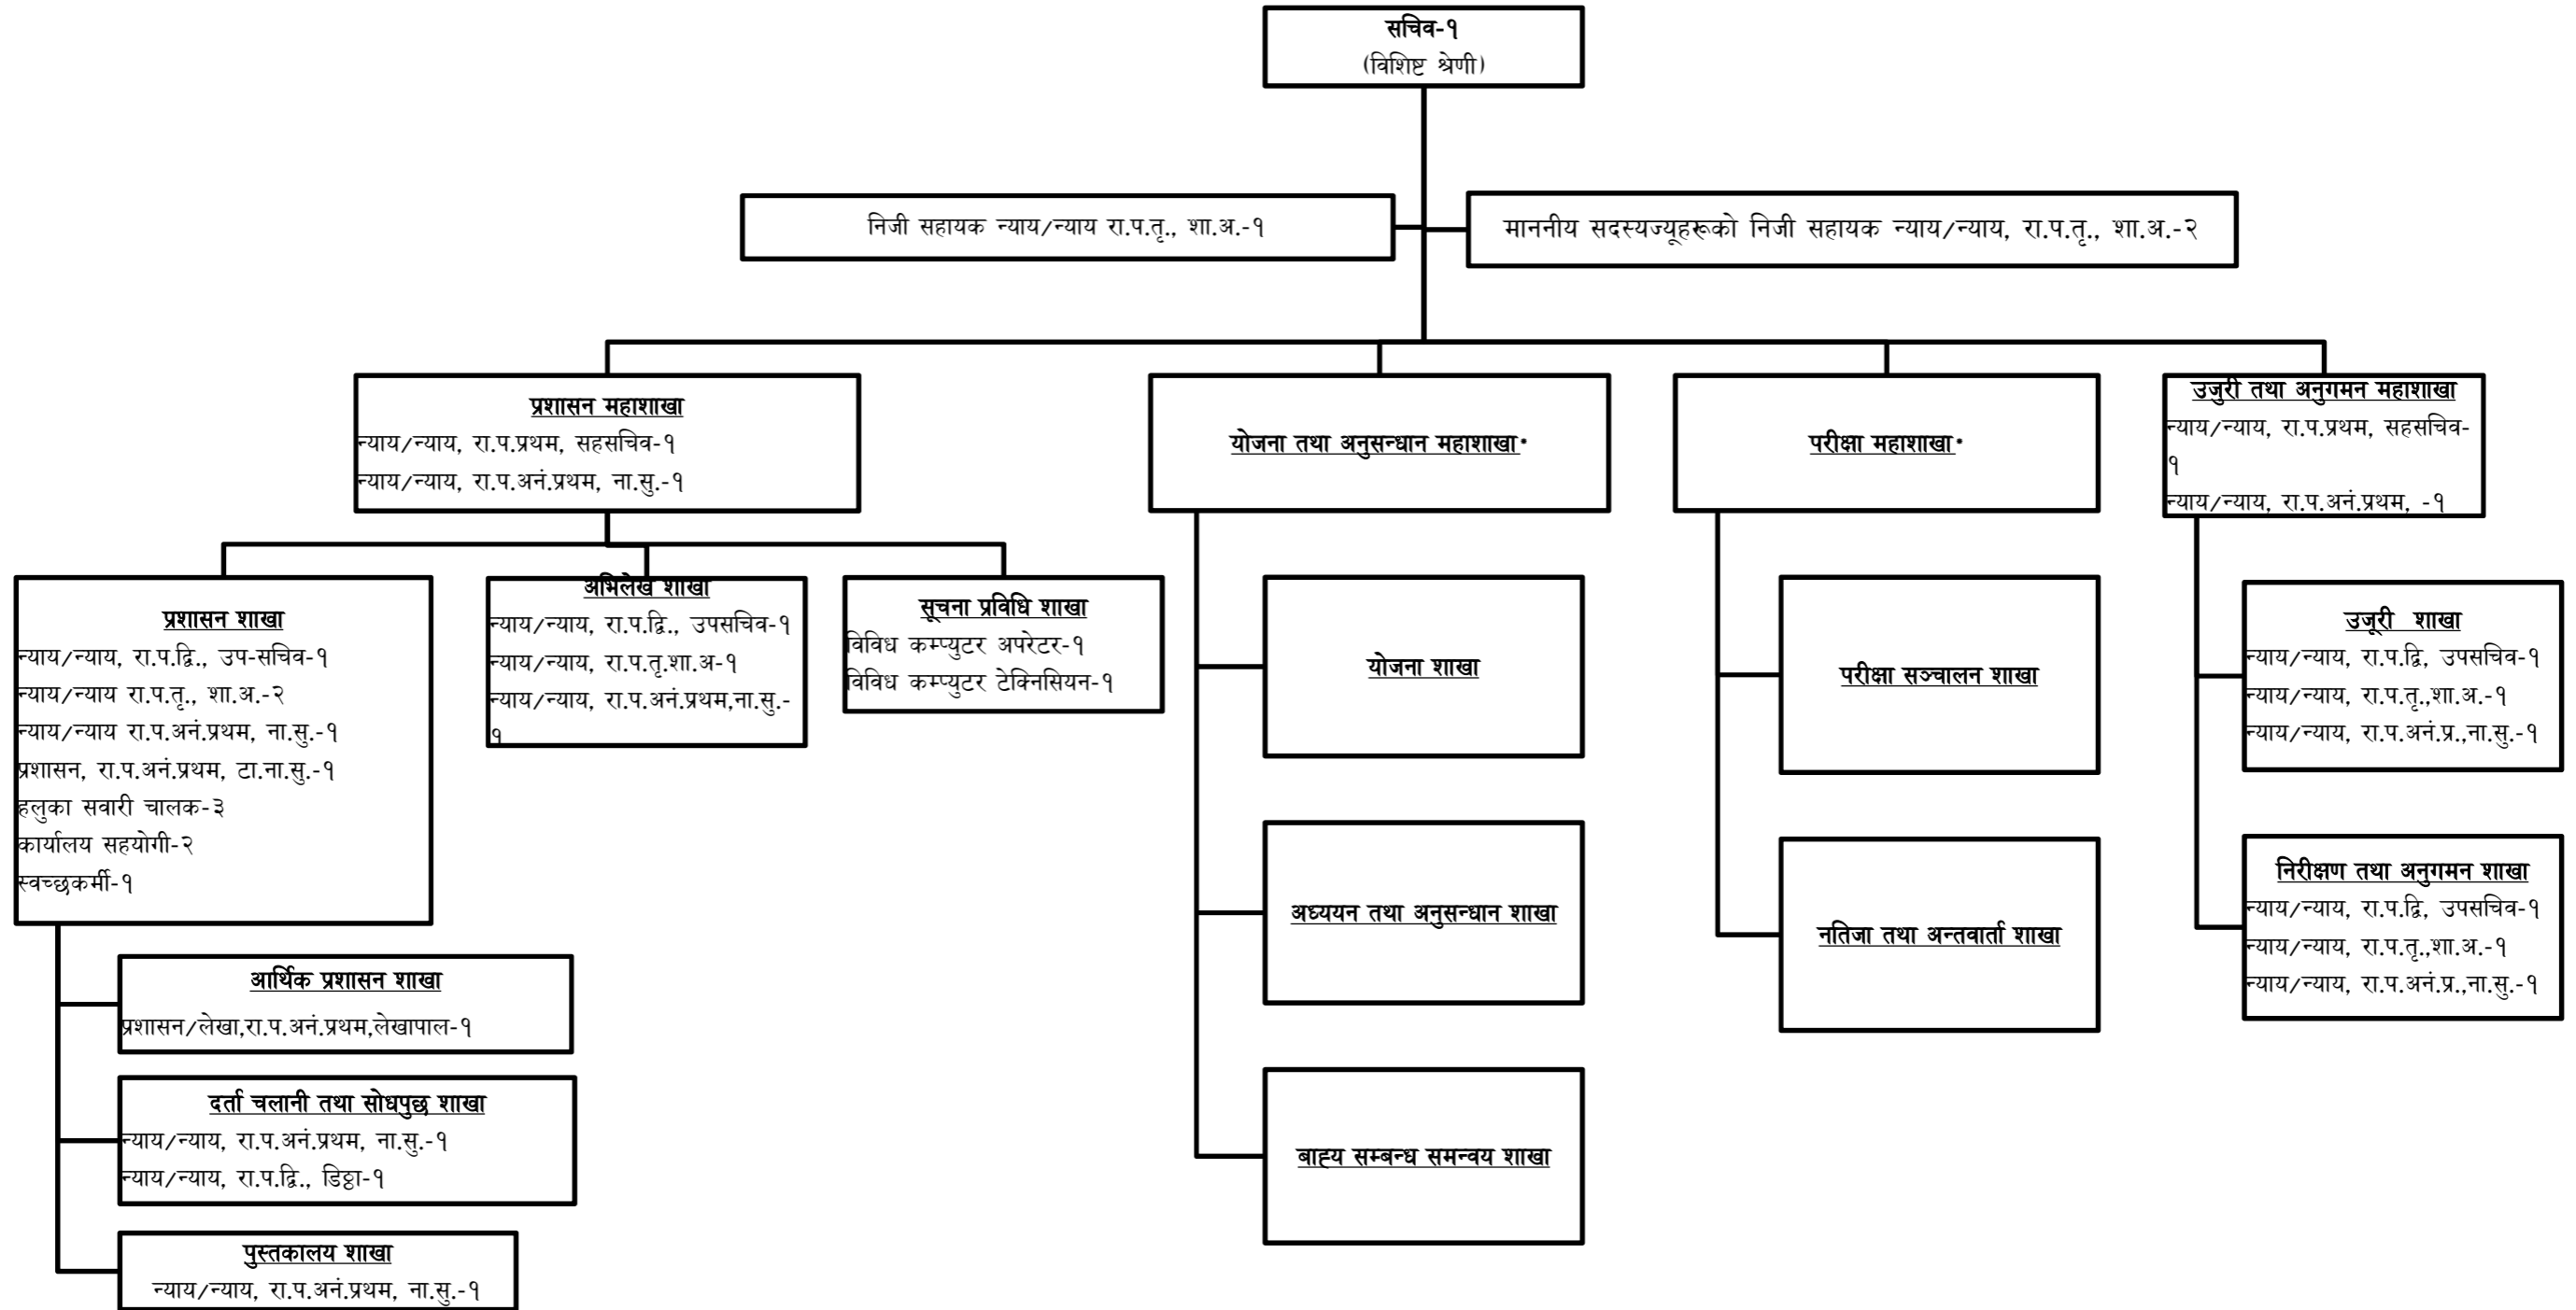 सचिव-१
(विशिष्ट श्रेणी)
निजी सहायक न्याय/न्याय रा.प.तृ., शा.अ.-१
माननीय सदस्यज्यूहरूको निजी सहायक न्याय/न्याय, रा.प.तृ., शा.अ.-२
प्रशासन महाशाखा
न्याय/न्याय, रा.प.प्रथम, सहसचिव-१
न्याय/न्याय, रा.प.अनं.प्रथम, ना.सु.-१
योजना तथा अनुसन्धान महाशाखा•
परीक्षा महाशाखा•
उजुरी तथा अनुगमन महाशाखा
न्याय/न्याय, रा.प.प्रथम, सहसचिव-
१
न्याय/न्याय, रा.प.अनं.प्रथम, -१
प्रशासन शाखा
न्याय/न्याय, रा.प.द्वि., उप-सचिव-१
न्याय/न्याय रा.प.तृ., शा.अ.-२
न्याय/न्याय रा.प.अनं.प्रथम, ना.सु.-१
प्रशासन, रा.प.अनं.प्रथम, टा.ना.सु.-१
हलुका सवारी चालक-३
कार्यालय सहयोगी-२
स्वच्छकर्मी-१
अभिलेख शाखा
न्याय/न्याय, रा.प.द्वि., उपसचिव-१
न्याय/न्याय, रा.प.तृ.शा.अ-१
न्याय/न्याय, रा.प.अनं.प्रथम,ना.सु.-
१
सूचना प्रविधि शाखा
विविध कम्प्युटर अपरेटर-१
विविध कम्प्युटर टेक्निसियन-१
योजना शाखा
परीक्षा सञ्चालन शाखा
उजूरी शाखा
न्याय/न्याय, रा.प.द्वि, उपसचिव-१
न्याय/न्याय, रा.प.तृ.,शा.अ.-१
न्याय/न्याय, रा.प.अनं.प्र.,ना.सु.-१
अध्ययन तथा अनुसन्धान शाखा
नतिजा तथा अन्तवार्ता शाखा
निरीक्षण तथा अनुगमन शाखा
न्याय/न्याय, रा.प.द्वि, उपसचिव-१
न्याय/न्याय, रा.प.तृ.,शा.अ.-१
न्याय/न्याय, रा.प.अनं.प्र.,ना.सु.-१
आर्थिक प्रशासन शाखा
प्रशासन/लेखा,रा.प.अनं.प्रथम,लेखापाल-१
दर्ता चलानी तथा सोधपुछ शाखा
न्याय/न्याय, रा.प.अनं.प्रथम, ना.सु.-१
न्याय/न्याय, रा.प.द्वि., डिठ्ठा-१
बाह्य सम्बन्ध समन्वय शाखा
पुस्तकालय शाखा
न्याय/न्याय, रा.प.अनं.प्रथम, ना.सु.-१